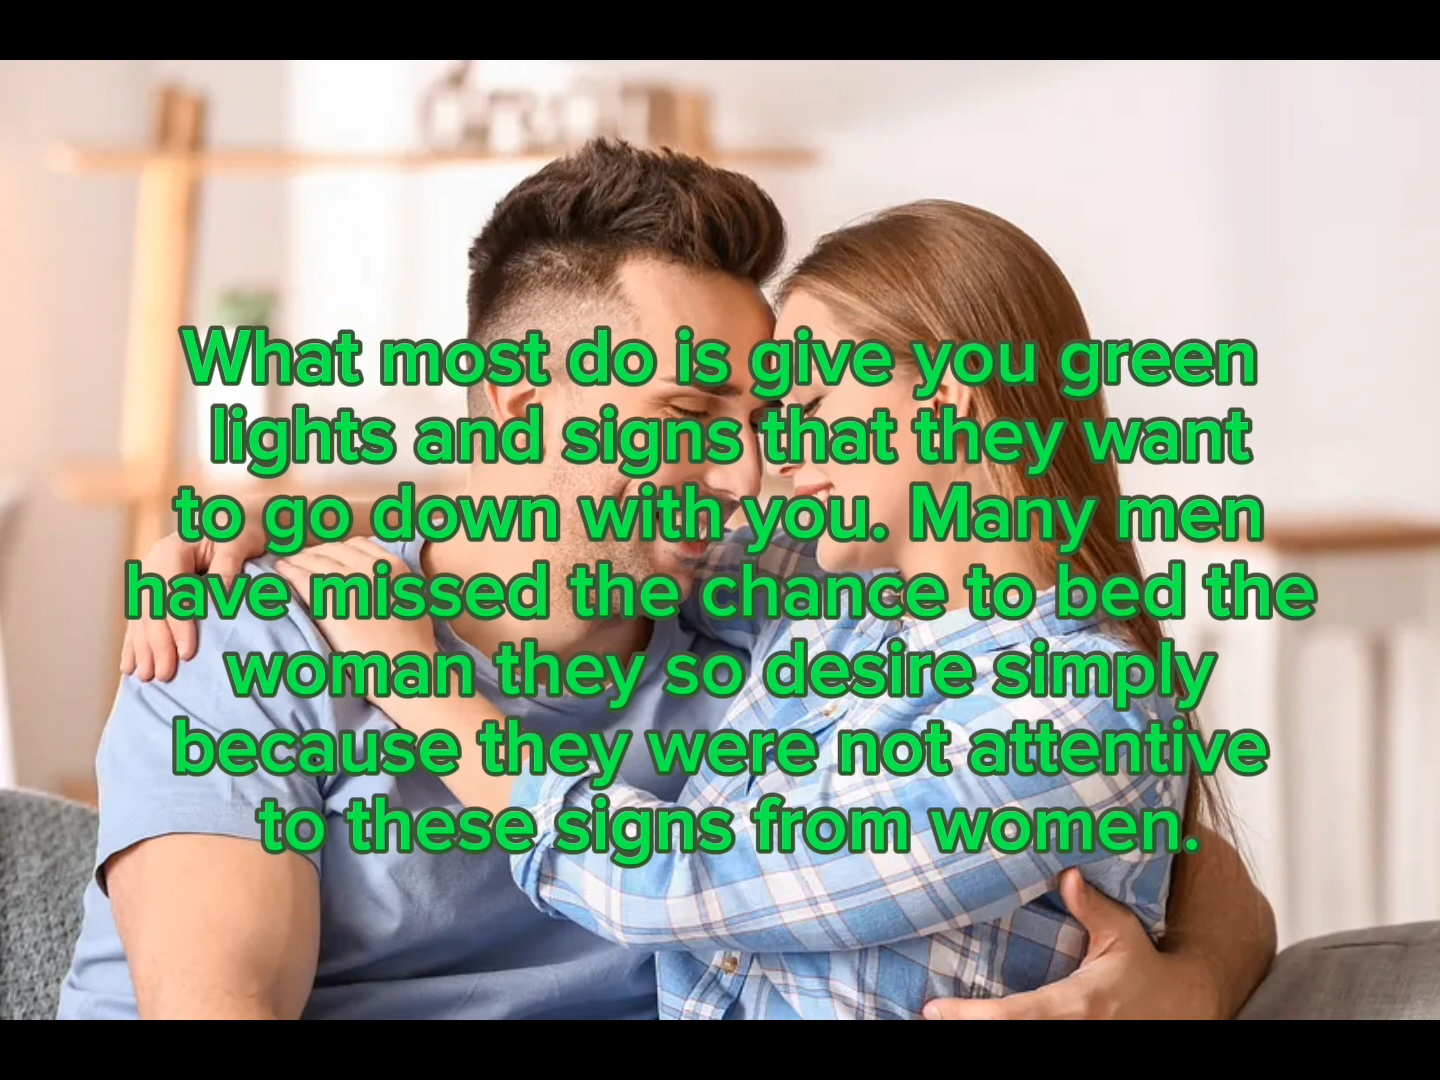 What most do is give you green
lights and signs that they want
to go down with you. Many men
have missed the chance to bed the
woman they so desire simply
because they were not attentive
to these signs from women.